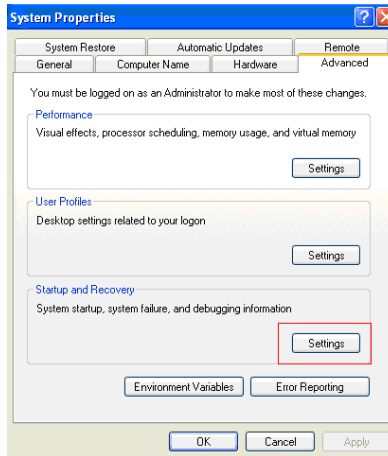 System Properties
System Restore Automatic Updates Remote
General Computer Name Hardware Advanced
You must be logged on as an Administrator to make most of these changes.
Performance
Visual effects, processor scheduling, memory usage, and virtual memory
Settings
User Profiles
Desktop settings related to your logon
Settings
Startup and Recovery
System startup, system failure, and debugging information
Settings
Environment Variables Error Reporting
OK Cancel Apply